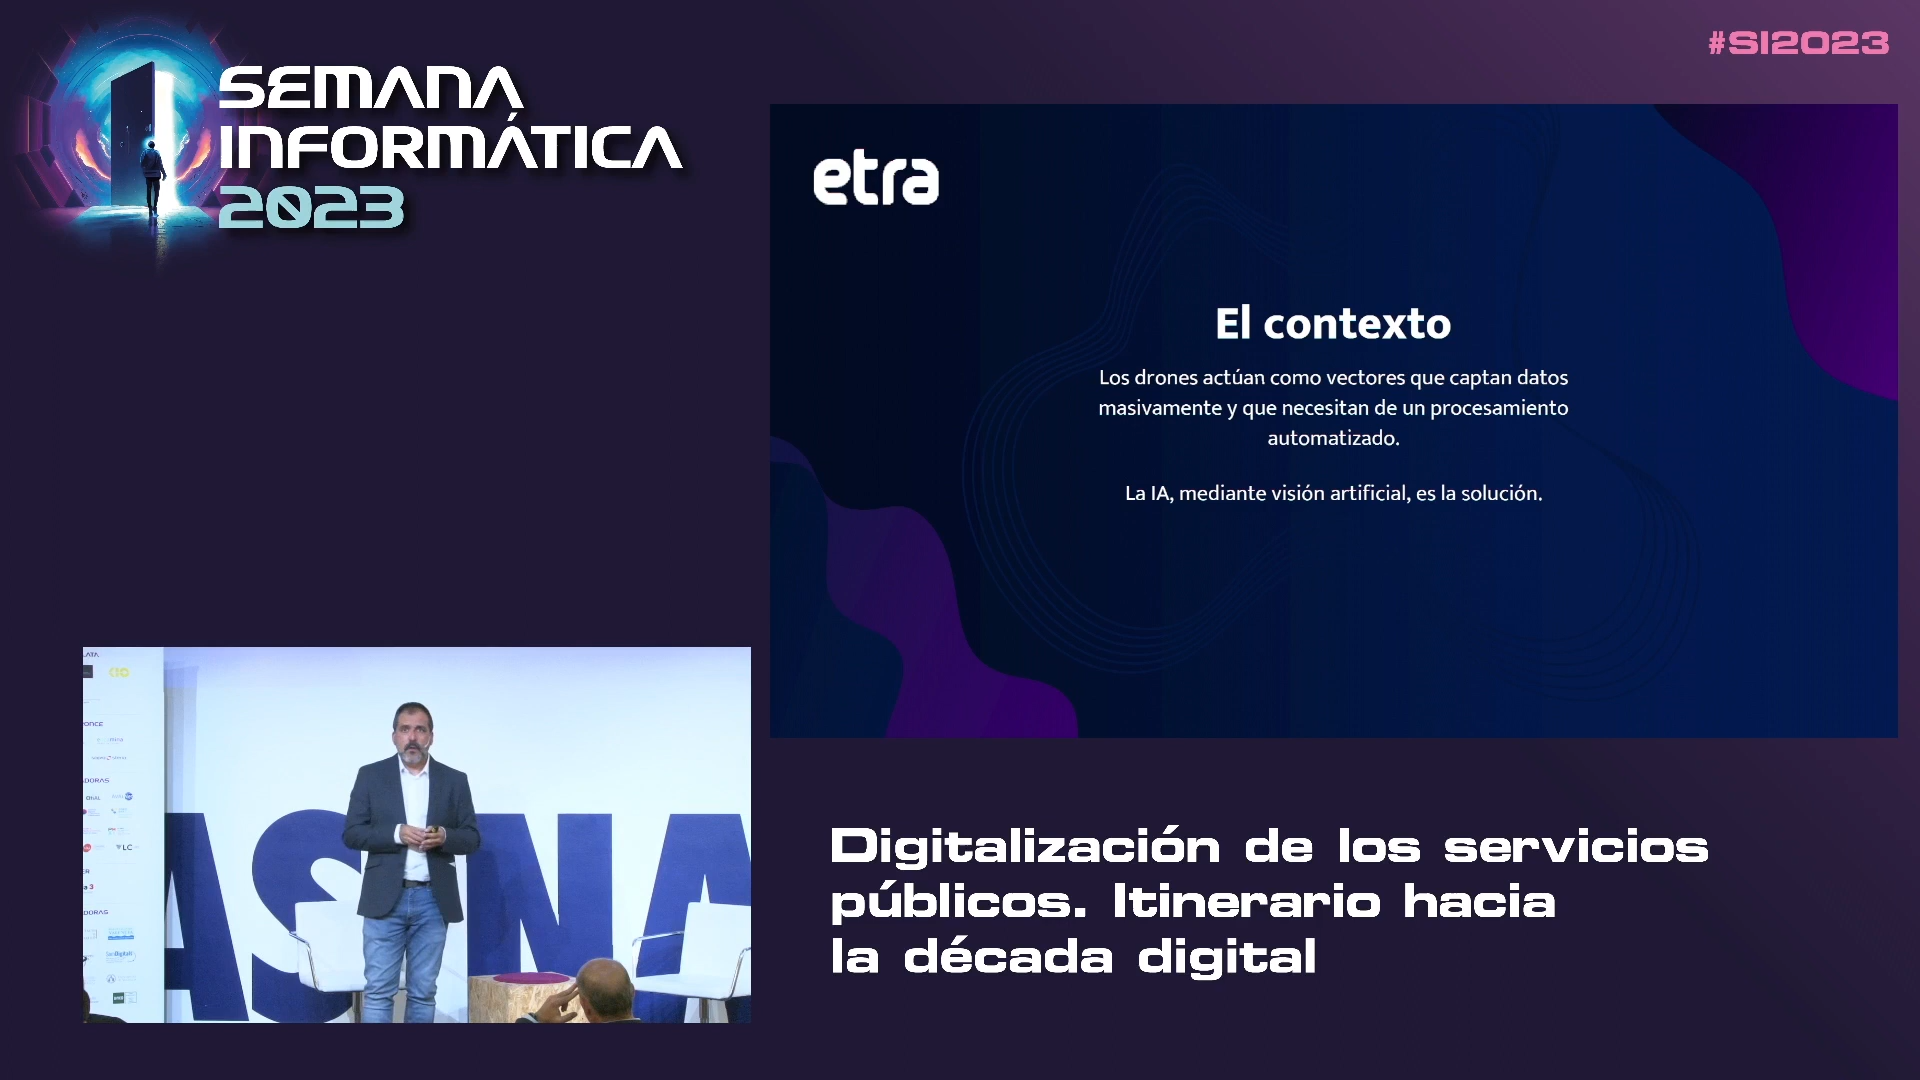 SEMANA
INFORMÁTICA
2023
#SI2023
etra
El contexto
Los drones actúan como vectores que captan datos
masivamente y que necesitan de un procesamiento
automatizado.
La IA, mediante visión artificial, es la solución.
ASNA
Digitalización de los servicios
públicos. Itinerario hacia
la década digital